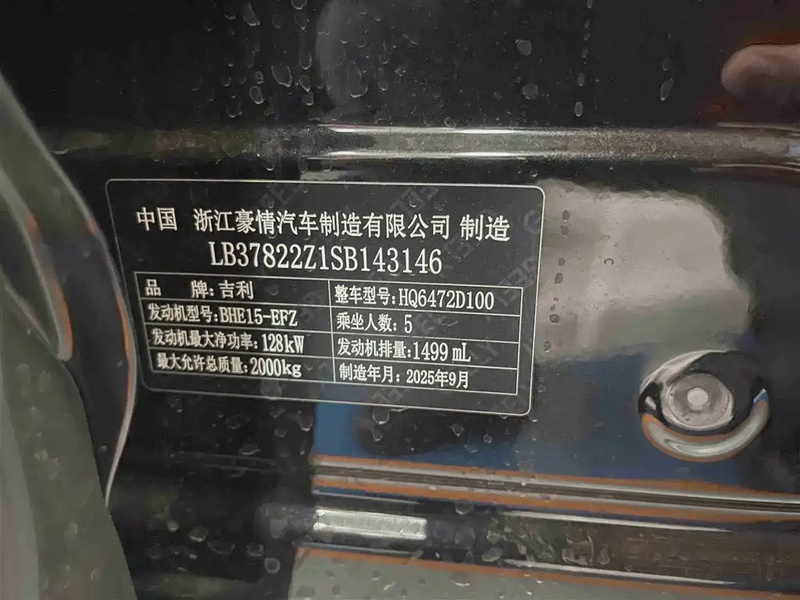 中国 浙江豪情汽车制造有限公司 制造
LB37822Z1SB143146
品 牌:吉利 整车型号:HQ6472D100
发动机型号:BHE15-EFZ 乘坐人数:5
发动机最大净功率:128kW 发动机排量:1499mL
最大允许总质量:2000kg 制造年月:2025年9月